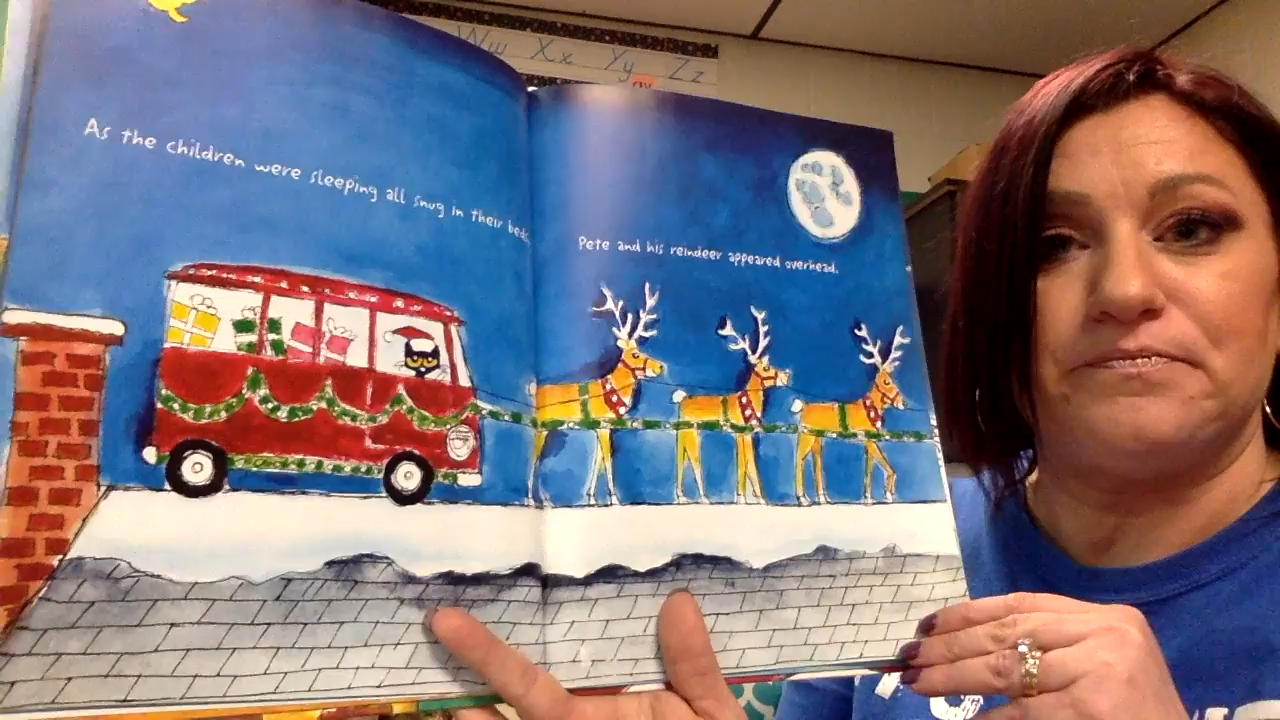 Ww Xx Yy Zz
As the children were sleeping all snug in their beds,
Pete and his reindeer appeared overhead.